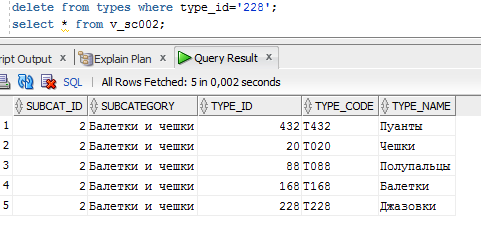 delete from types where type_id='228';
select * from v_sc002;
ript Output x Explain Plan x Query Result x
SQL | All Rows Fetched: 5 in 0,002 seconds
SUBCAT_ID SUBCATEGORY TYPE_ID TYPE_CODE TYPE_NAME
1 2 Балетки и чешки 432 T432 Пуанты
2 2 Балетки и чешки 20 T020 Чешки
3 2 Балетки и чешки 88 T088 Полупальцы
4 2 Балетки и чешки 168 T168 Балетки
5 2 Балетки и чешки 228 T228 Джазовки